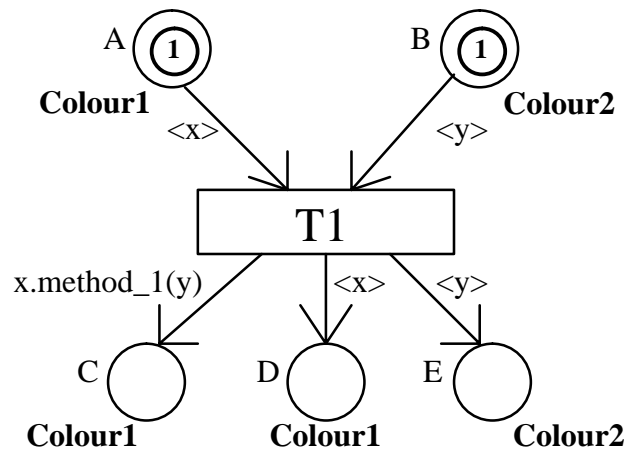 A 1 B 1
Colour1 Colour2
<x> <y>
T1
x.method_1(y) <x> <y>
C D E
Colour1 Colour1 Colour2